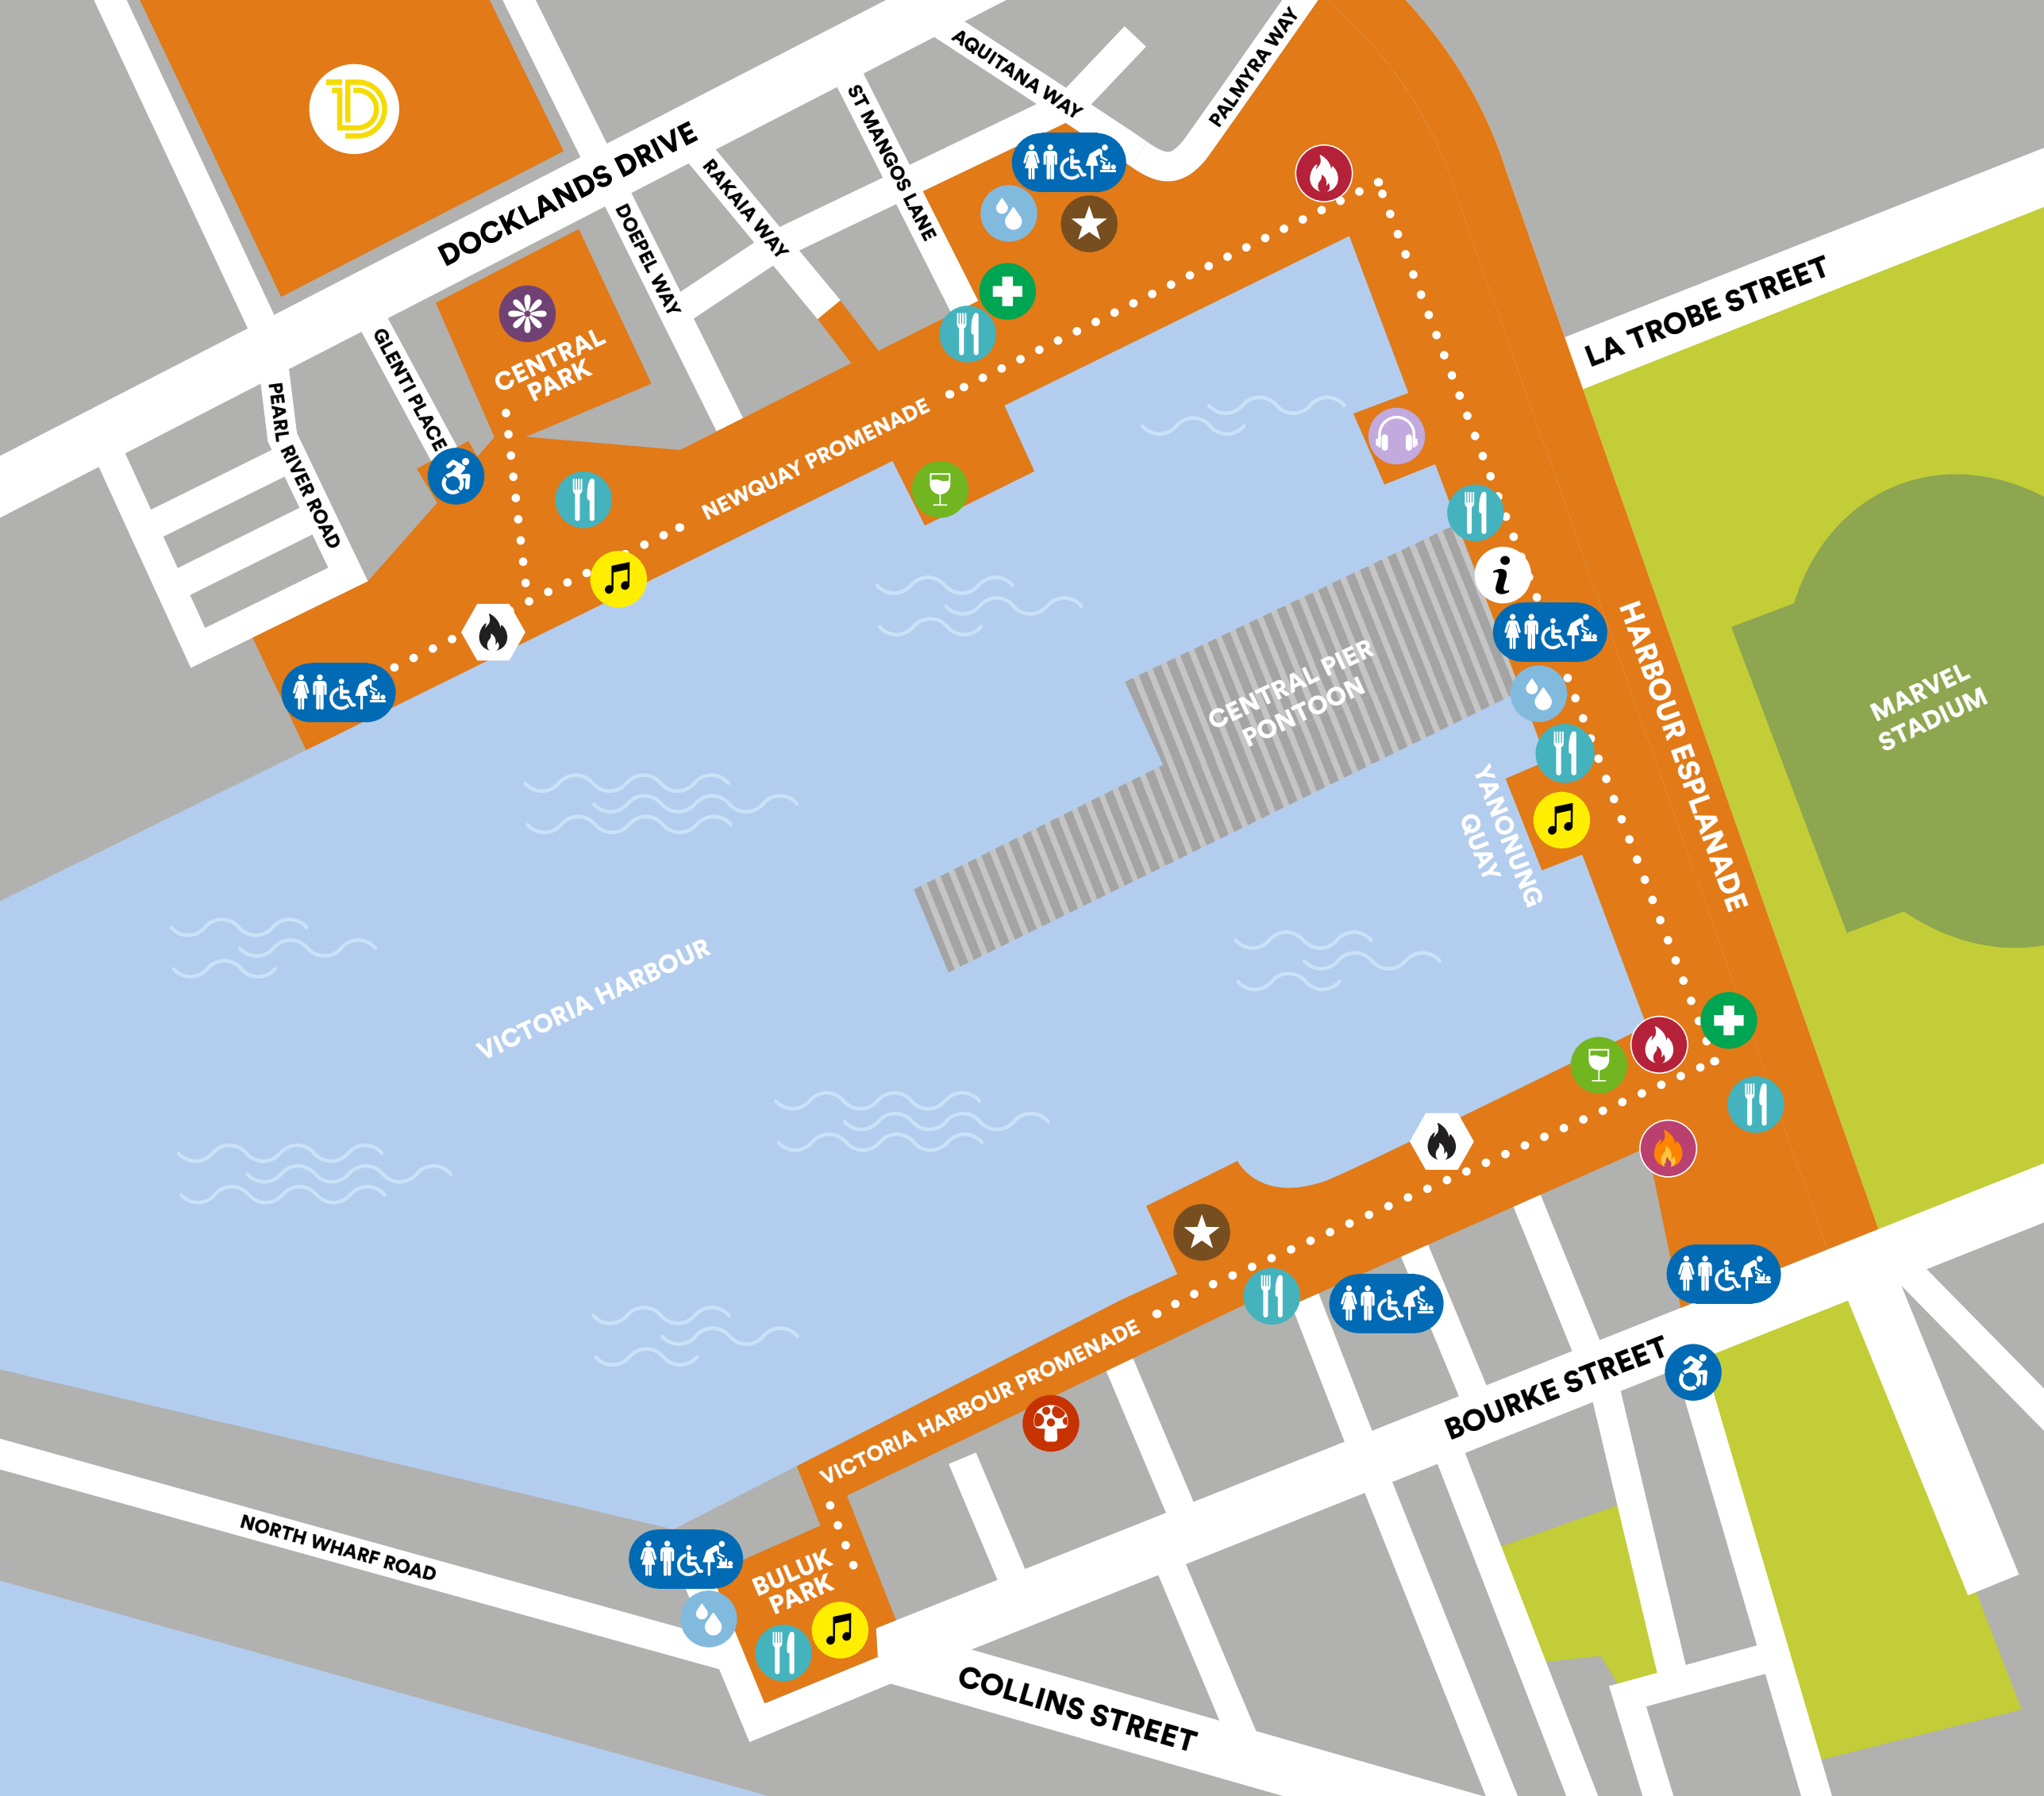 AQUITANA WAY
PALMYRA WAY
ST MANGOS LANE
DOCKLANDS DRIVE
RAKAIA WAY
DOEPEL WAY
LA TROBE STREET
GLENTI PLACE
CENTRAL
PARK
PEARL RIVER ROAD
NEWQUAY PROMENADE
i
HARBOUR ESPLANADE
CENTRAL PIER
PONTOON
MARVEL
STADIUM
YANONUNG
QUAY
VICTORIA HARBOUR
VICTORIA HARBOUR PROMENADE
BOURKE STREET
NORTH WHARF ROAD
BULUK
PARK
COLLINS STREET